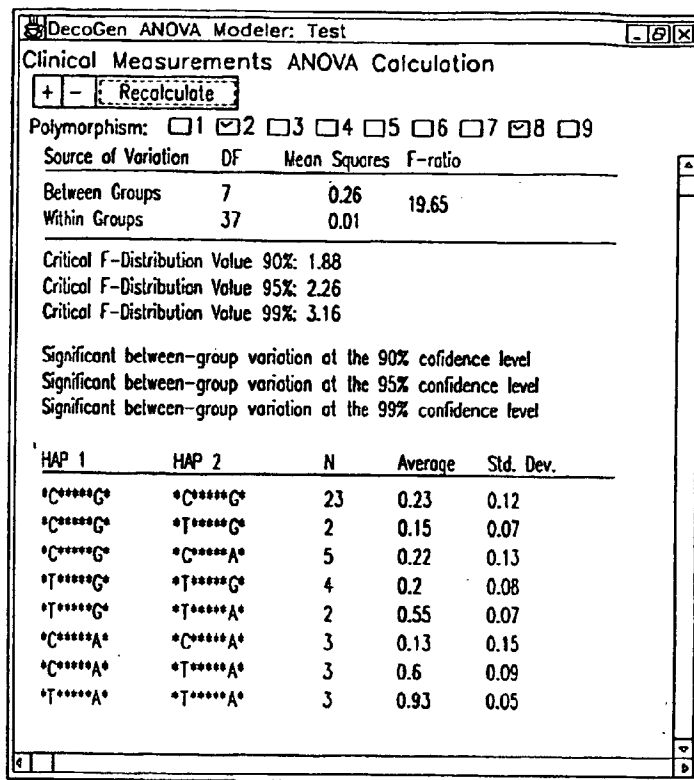 DecoGen ANOVA Modeler: Test
Clinical Measurements ANOVA Calculation
+ - Recalculate
Polymorphism: 1 2 3 4 5 6 7 8 9
Source of Variation DF Mean Squares F-ratio
Between Groups 7 0.26 19.65
Within Groups 37 0.01
Critical F-Distribution Value 90%: 1.88
Critical F-Distribution Value 95%: 2.26
Critical F-Distribution Value 99%: 3.16
Significant between-group variation at the 90% cofidence level
Significant between-group variation at the 95% confidence level
Significant between-group variation at the 99% confidence level
HAP 1 HAP 2 N Average Std. Dev.
*C*****G* *C*****G* 23 0.23 0.12
*C*****G* *T*****G* 2 0.15 0.07
*C*****G* *C*****A* 5 0.22 0.13
*T*****G* *T*****G* 4 0.2 0.08
*T*****G* *T*****A* 2 0.55 0.07
*C*****A* *C*****A* 3 0.13 0.15
*C*****A* *T*****A* 3 0.6 0.09
*T*****A* *T*****A* 3 0.93 0.05